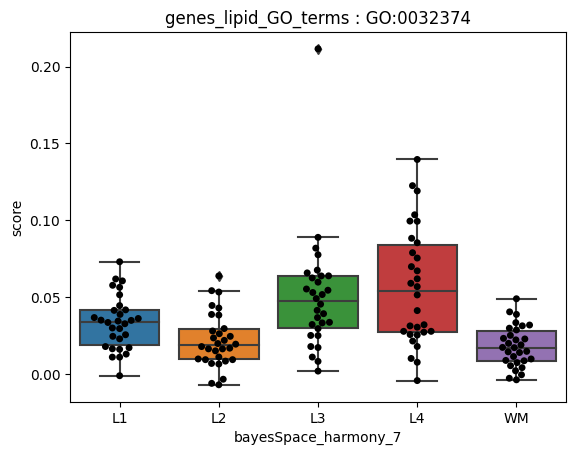 genes_lipid_GO_terms : GO:0032374
0.20
0.15
0.10
0.05
0.00
score
L1 L2 L3 L4 WM
bayesSpace_harmony_7